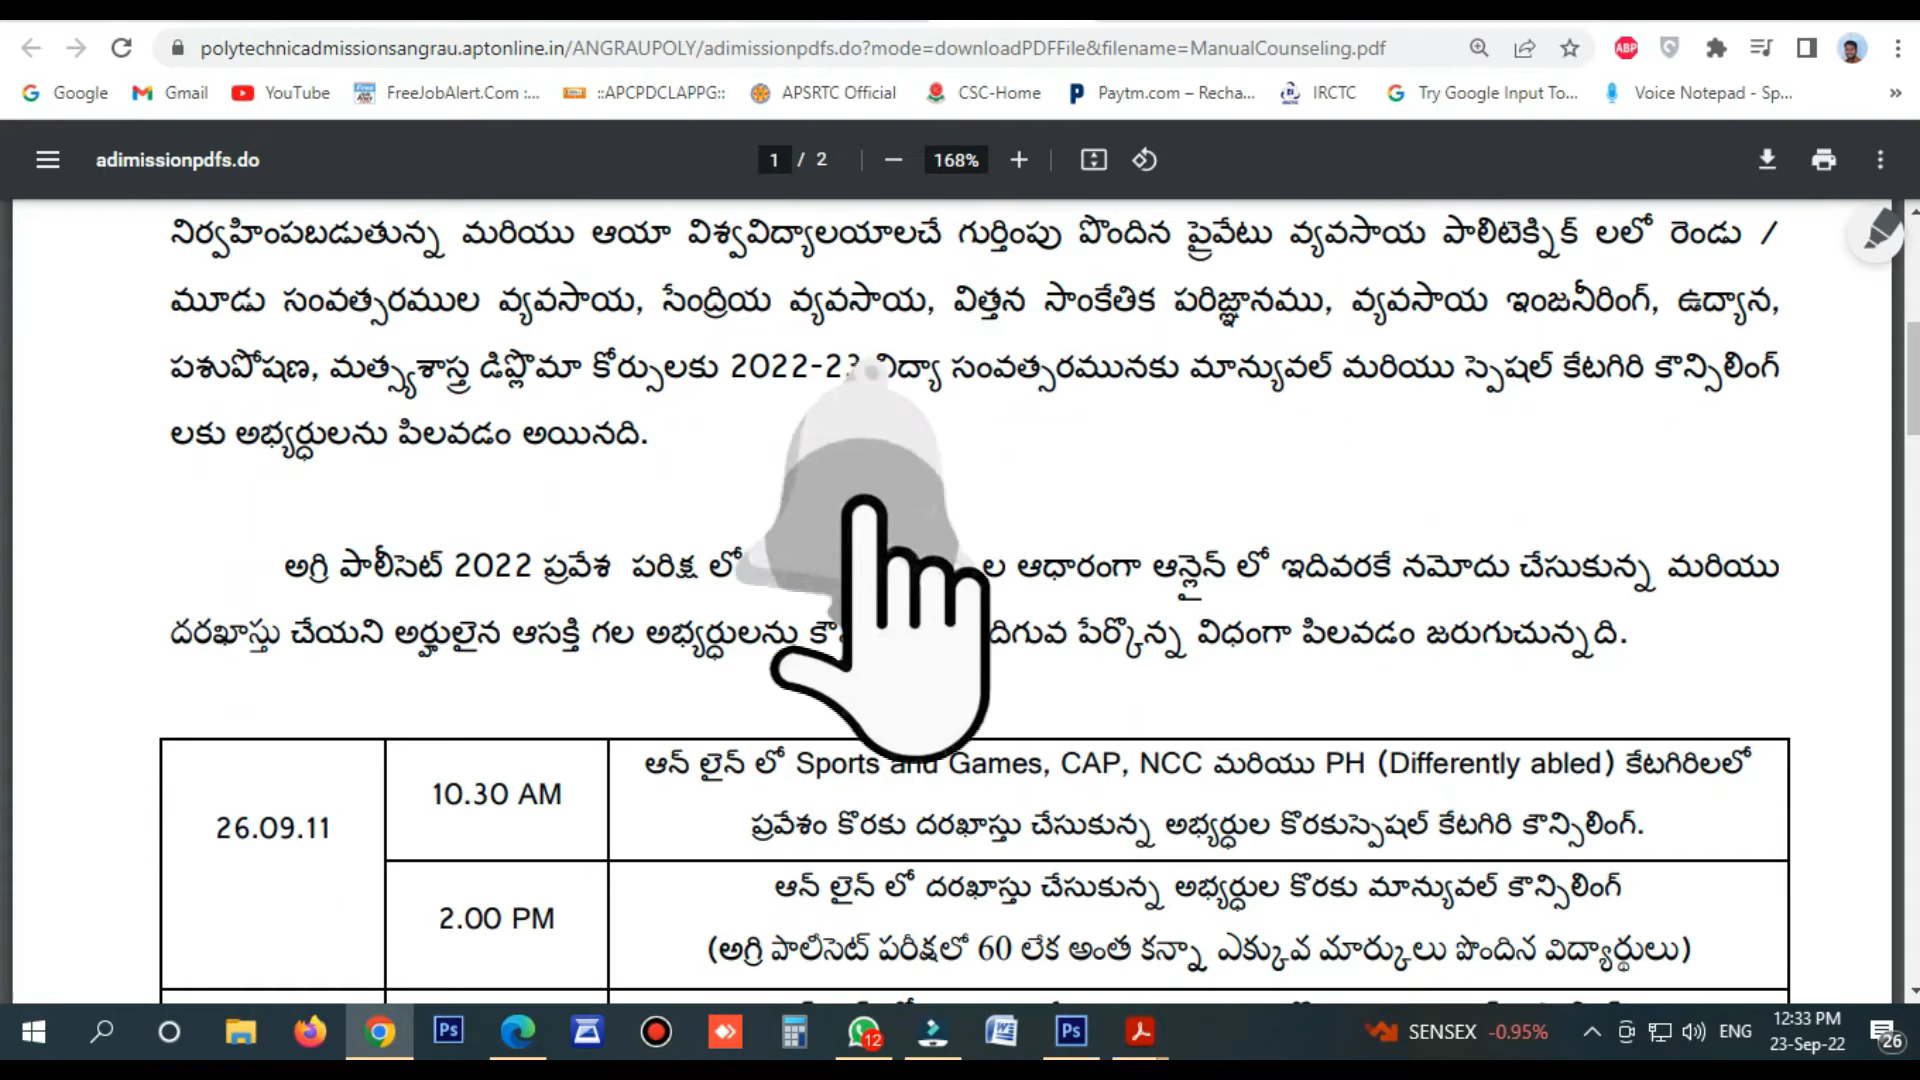 polytechnicadmissionsangrau.aptonline.in/ANGRAUPOLY/adimissionpdfs.do?mode=downloadPDFFile&filename=ManualCounseling.pdf
ABP
Google Gmail YouTube FreeJobAlert.Com :... ::APCPDCLAPPG:: APSRTC Official CSC-Home Paytm.com – Recha... IRCTC Try Google Input To... Voice Notepad - Sp... »
adimissionpdfs.do 1 / 2 168%
నిర్వహింపబడుతున్న మరియు ఆయా విశ్వవిద్యాలయాలచే గుర్తింపు పొందిన ప్రైవేటు వ్యవసాయ పాలిటెక్నిక్ లలో రెండు /
మూడు సంవత్సరముల వ్యవసాయ, సేంద్రియ వ్యవసాయ, విత్తన సాంకేతిక పరిజ్ఞానము, వ్యవసాయ ఇంజనీరింగ్, ఉద్యాన,
పశుపోషణ, మత్స్యశాస్త్ర డిప్లొమా కోర్సులకు 2022-23 విద్యా సంవత్సరమునకు మాన్యువల్ మరియు స్పెషల్ కేటగిరి కౌన్సిలింగ్
లకు అభ్యర్ధులను పిలవడం అయినది.
అగ్రి పాలీసెట్ 2022 ప్రవేశ పరిక్ష లో ల ఆధారంగా ఆన్లైన్ లో ఇదివరకే నమోదు చేసుకున్న మరియు
దరఖాస్తు చేయని అర్హులైన ఆసక్తి గల అభ్యర్ధులను దిగువ పేర్కొన్న విధంగా పిలవడం జరుగుచున్నది.
26.09.11
10.30 AM
ఆన్ లైన్ లో Sports and Games, CAP, NCC మరియు PH (Differently abled) కేటగిరిలలో
ప్రవేశం కొరకు దరఖాస్తు చేసుకున్న అభ్యర్ధుల కొరకుస్పెషల్ కేటగిరి కౌన్సిలింగ్.
2.00 PM
ఆన్ లైన్ లో దరఖాస్తు చేసుకున్న అభ్యర్ధుల కొరకు మాన్యువల్ కౌన్సిలింగ్
(అగ్రి పాలీసెట్ పరీక్షలో 60 లేక అంత కన్నా ఎక్కువ మార్కులు పొందిన విద్యార్థులు)
Ps 12 Ps SENSEX -0.95% ENG 12:33 PM
23-Sep-22 26